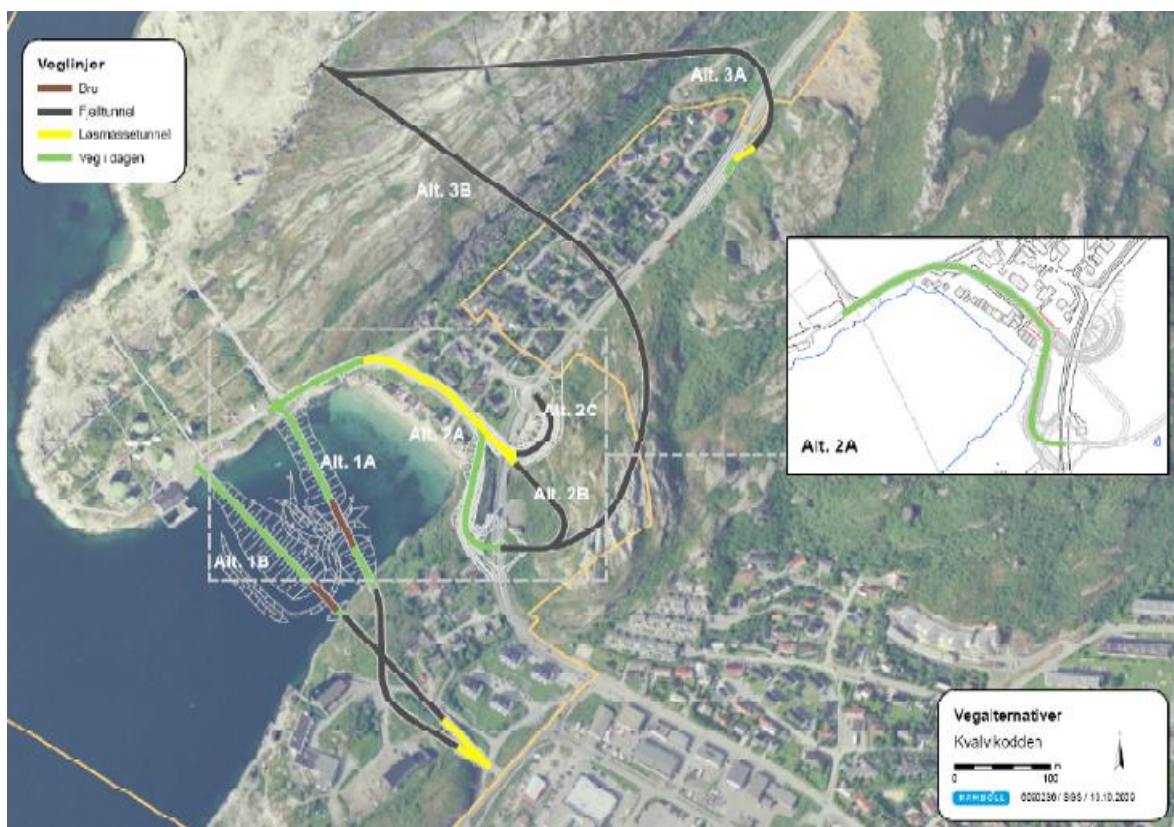 Veglinjer
Bru
Fjelltunnel
Løsmassetunnel
Veg i dagen
Alt. 3A
Alt. 3B
Alt. 2C
Alt. 2A
Alt. 1A
Alt. 2B
Alt. 1B
Alt. 2A
Vegalternativer
Kvalvikodden
m
0 100
RAMBØLL